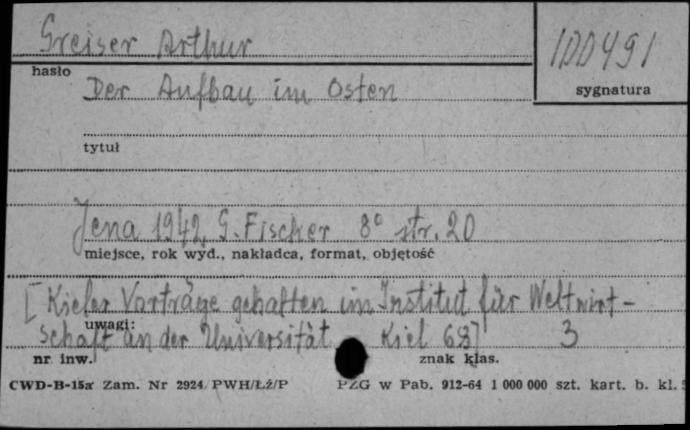 Greiser Arthur
100491
hasło
sygnatura
Der Aufbau im Osten
tytuł
Jena 1942, G. Fischer 8° str. 20
miejsce, rok wyd., nakładca, format, objętość
[Kieler Vorträge gehalten im Institut für Weltwirt-
uwagi:
schaft an der Universität Kiel 68] 3
nr inw. znak klas.
CWD-B-15a Zam. Nr 2924/PWH/Łź/P PZG w Pab. 912-64 1 000 000 szt. kart. b. kl.